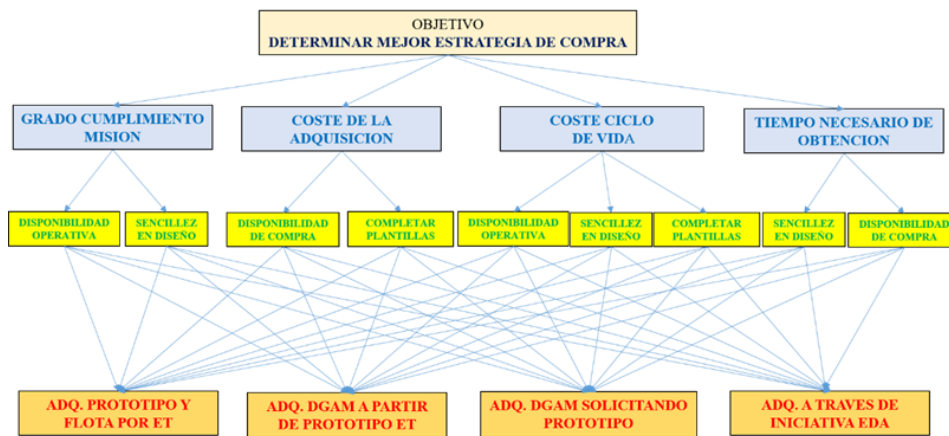 OBJETIVO
DETERMINAR MEJOR ESTRATEGIA DE COMPRA
GRADO CUMPLIMIENTO
MISION
COSTE DE LA
ADQUISICION
COSTE CICLO
DE VIDA
TIEMPO NECESARIO DE
OBTENCION
DISPONIBILIDAD
OPERATIVA
SENCILLEZ
EN DISEÑO
DISPONIBILIDAD
DE COMPRA
COMPLETAR
PLANTILLAS
DISPONIBILIDAD
OPERATIVA
SENCILLEZ
EN DISEÑO
COMPLETAR
PLANTILLAS
SENCILLEZ
EN DISEÑO
DISPONIBILIDAD
DE COMPRA
ADQ. PROTOTIPO Y
FLOTA POR ET
ADQ. DGAM A PARTIR
DE PROTOTIPO ET
ADQ. DGAM SOLICITANDO
PROTOTIPO
ADQ. A TRAVES DE
INICIATIVA EDA